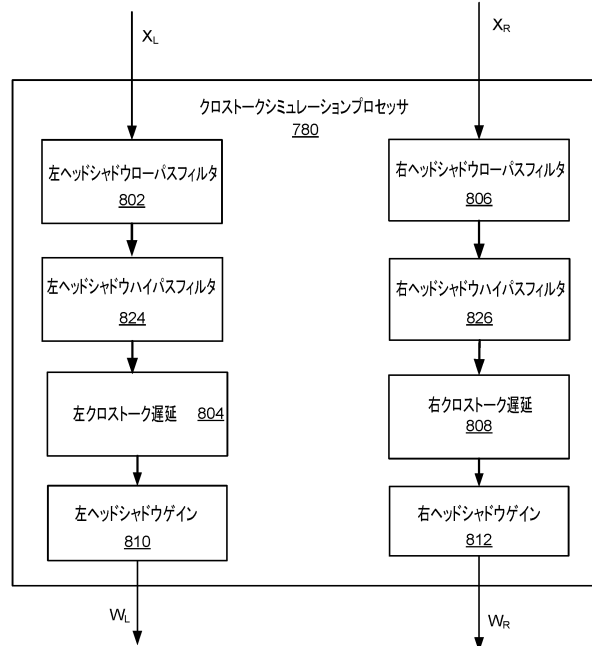 XL
XR
クロストークシミュレーションプロセッサ
780
左ヘッドシャドウローパスフィルタ
802
右ヘッドシャドウローパスフィルタ
806
左ヘッドシャドウハイパスフィルタ
824
右ヘッドシャドウハイパスフィルタ
826
左クロストーク遅延 804
右クロストーク遅延
808
左ヘッドシャドウゲイン
810
右ヘッドシャドウゲイン
812
WL
WR